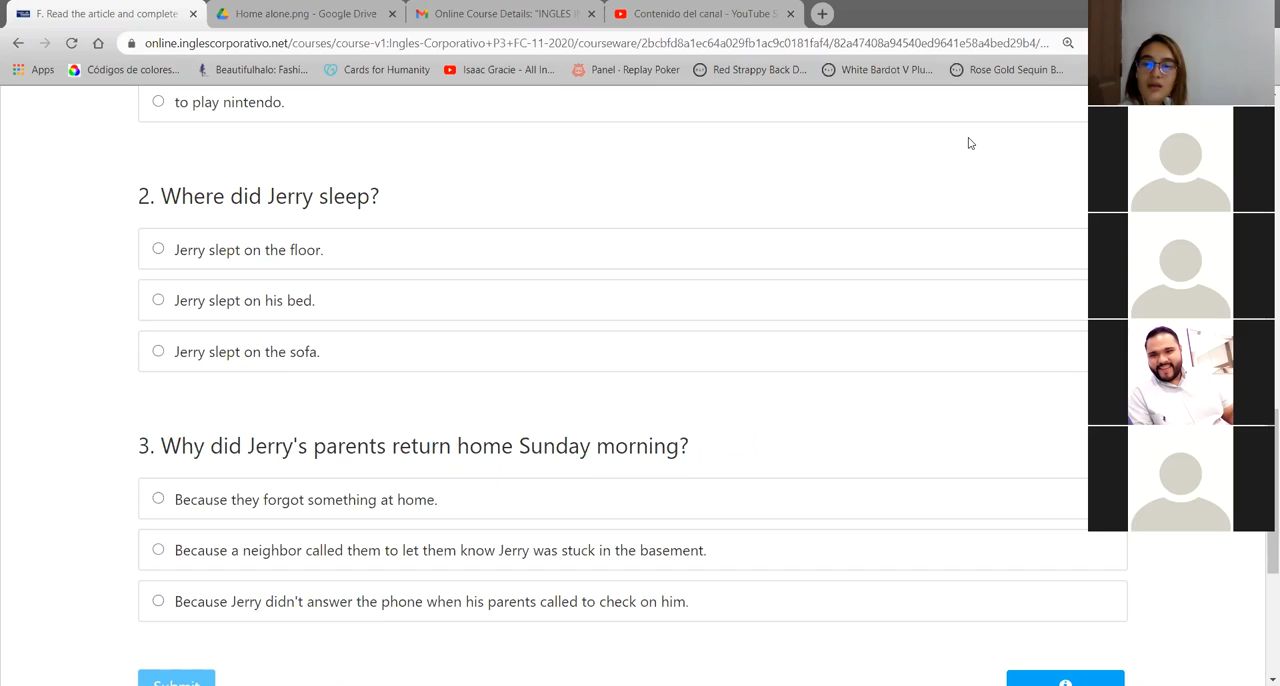 F. Read the article and complete
Home alone.png - Google Drive
Online Course Details: "INGLES I
Contenido del canal - YouTube S
online.inglescorporativo.net/courses/course-v1:Ingles-Corporativo+P3+FC-11-2020/courseware/2bcbfd8a1ec64a029fb1ac9c0181faf4/82a47408a94540ed9641e58a4bed29b4/...
Apps
Códigos de colores...
Beautifulhalo: Fashi...
Cards for Humanity
Isaac Gracie - All In...
Panel · Replay Poker
Red Strappy Back D...
White Bardot V Plu...
Rose Gold Sequin B...
to play nintendo.
2. Where did Jerry sleep?
Jerry slept on the floor.
Jerry slept on his bed.
Jerry slept on the sofa.
3. Why did Jerry's parents return home Sunday morning?
Because they forgot something at home.
Because a neighbor called them to let them know Jerry was stuck in the basement.
Because Jerry didn't answer the phone when his parents called to check on him.
Submit